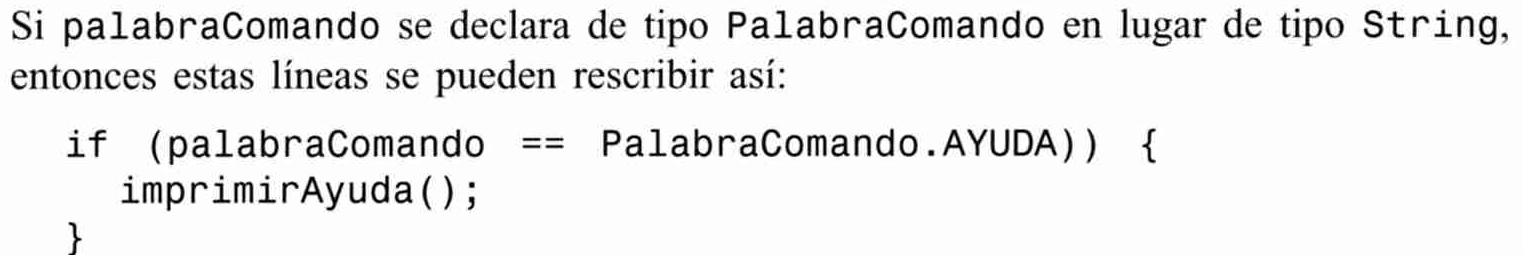 Si palabraComando se declara de tipo PalabraComando en lugar de tipo String,
entonces estas líneas se pueden rescribir así:
if (palabraComando == PalabraComando.AYUDA)) {
imprimirAyuda();
}